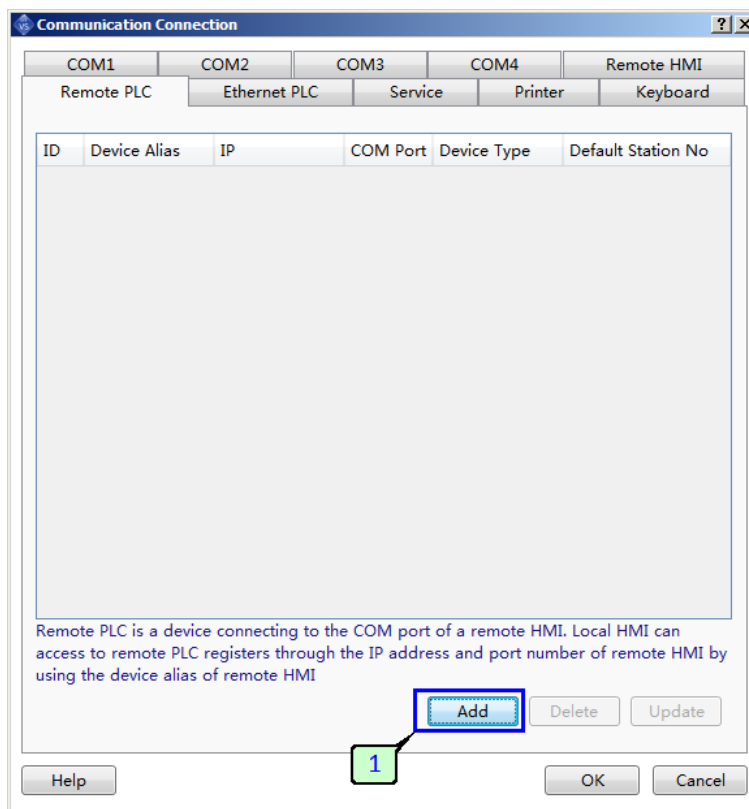 VS Communication Connection ? X
COM1 COM2 COM3 COM4 Remote HMI
Remote PLC Ethernet PLC Service Printer Keyboard
ID Device Alias IP COM Port Device Type Default Station No
Remote PLC is a device connecting to the COM port of a remote HMI. Local HMI can
access to remote PLC registers through the IP address and port number of remote HMI by
using the device alias of remote HMI
Add Delete Update
1
Help OK Cancel